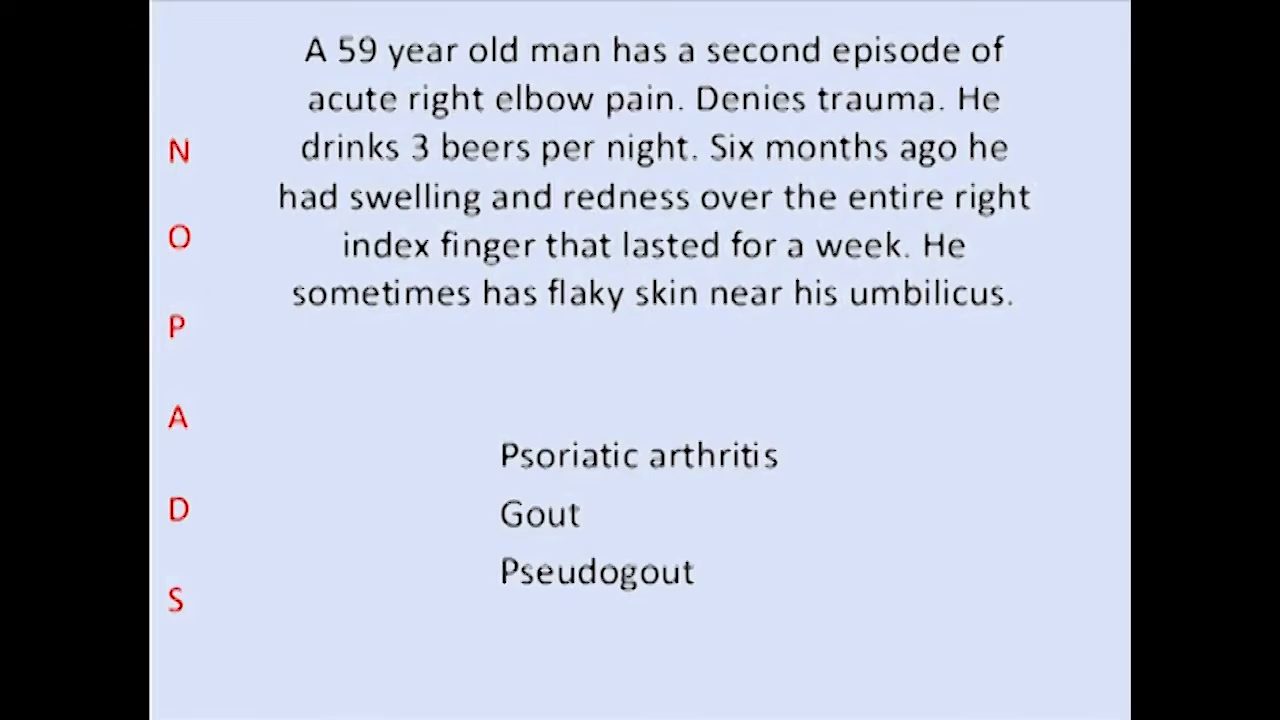 A 59 year old man has a second episode of
acute right elbow pain. Denies trauma. He
drinks 3 beers per night. Six months ago he
had swelling and redness over the entire right
index finger that lasted for a week. He
sometimes has flaky skin near his umbilicus.
N
O
P
A
D
S
Psoriatic arthritis
Gout
Pseudogout